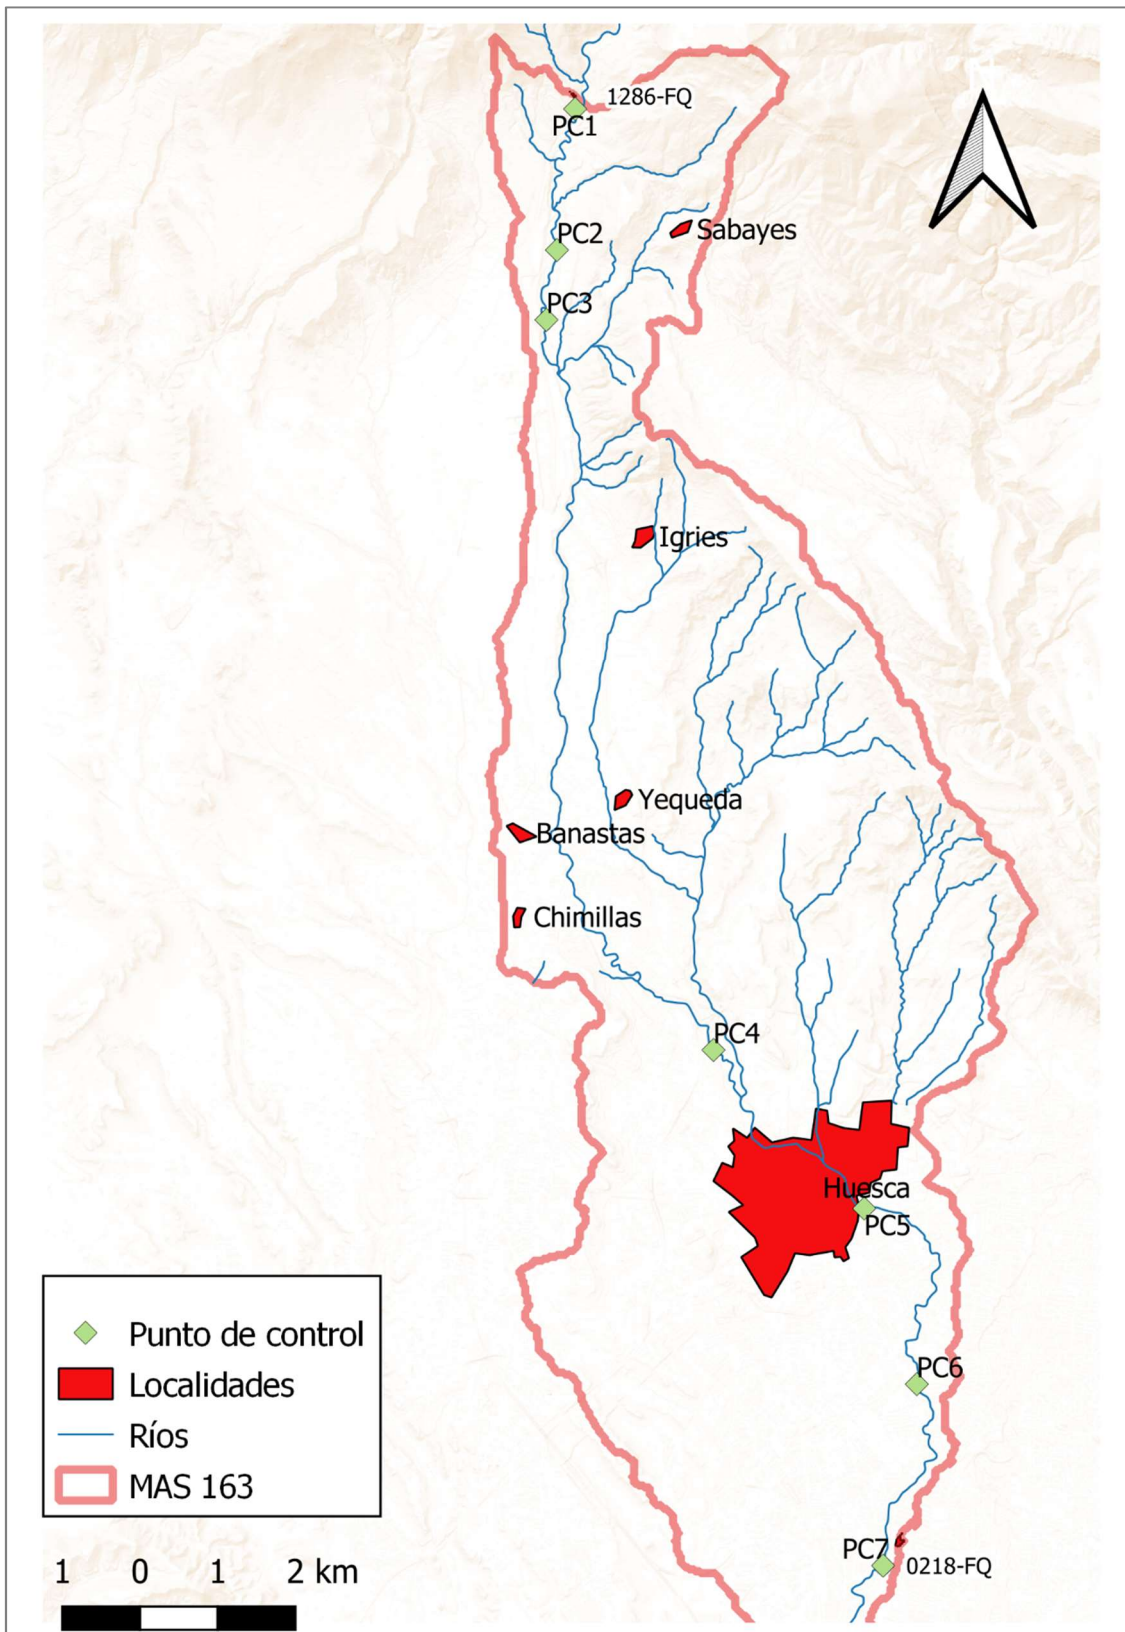 1286-FQ
PC1
Sabayes
PC2
PC3
Igries
Yequeda
Banastas
Chimillas
PC4
Huesca
PC5
PC6
PC7
0218-FQ
Punto de control
Localidades
Ríos
MAS 163
1 0 1 2 km